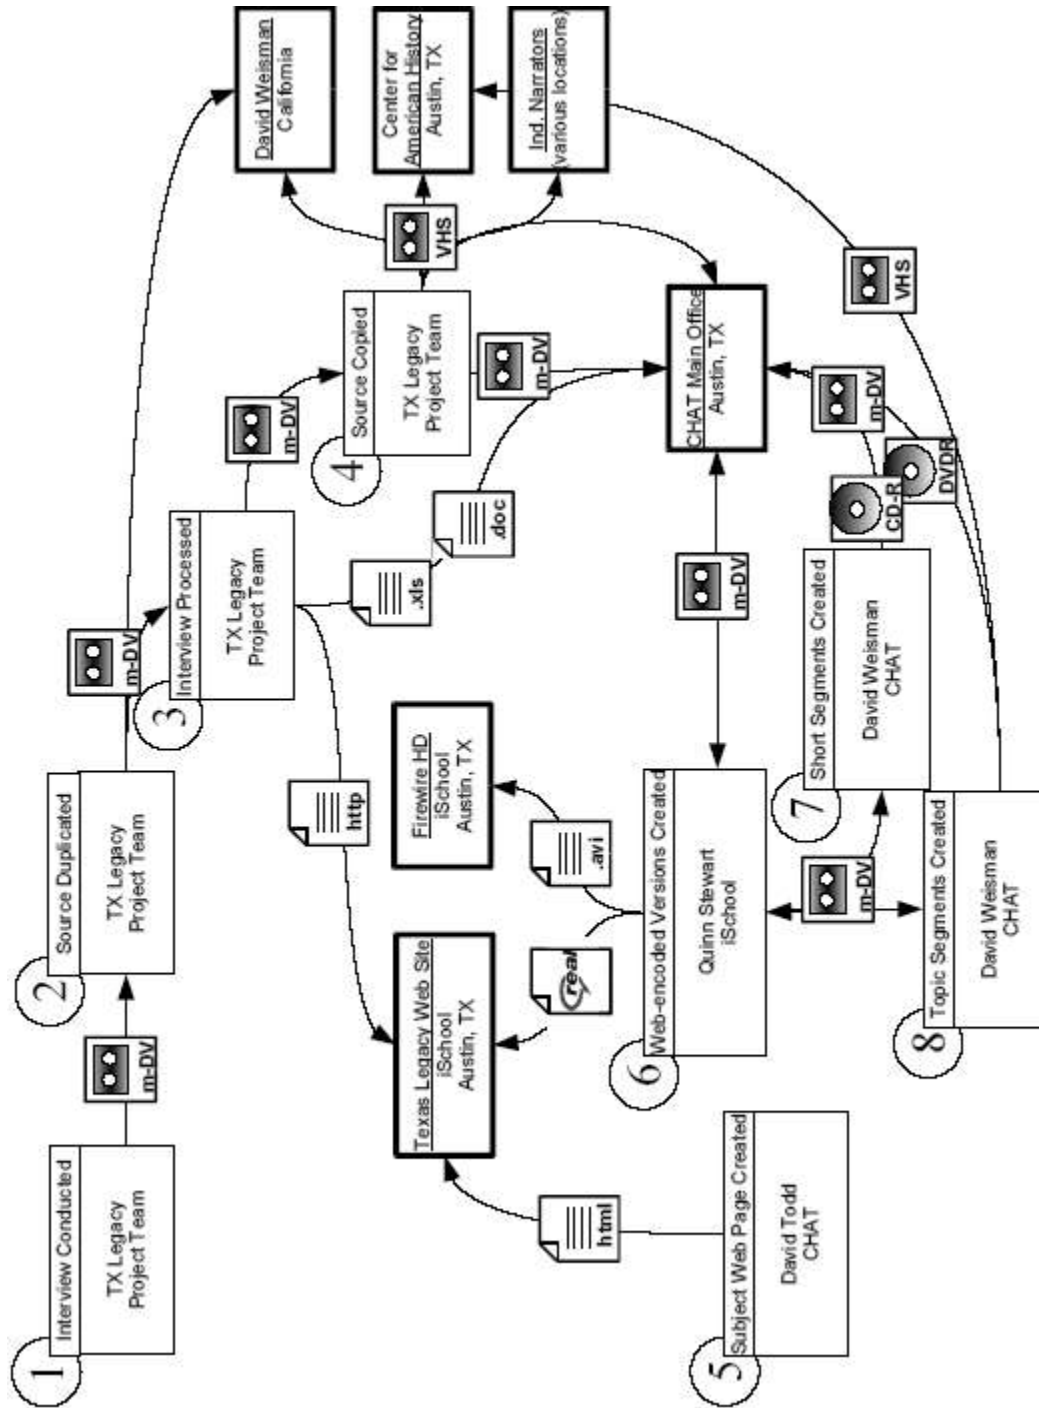 1
Interview Conducted
TX Legacy
Project Team
m-DV
2
Source Duplicated
TX Legacy
Project Team
m-DV
3
Interview Processed
TX Legacy
Project Team
m-DV
4
Source Copied
TX Legacy
Project Team
VHS
David Weisman
California
Center for
American History
Austin, TX
Ind. Narrators
(various locations)
http
.xls
.doc
m-DV
Texas Legacy Web Site
iSchool
Austin, TX
Firewire HD
iSchool
Austin, TX
CHAT Main Office
Austin, TX
html
real
.avi
m-DV
5
Subject Web Page Created
David Todd
CHAT
6
Web-encoded Versions Created
Quinn Stewart
iSchool
m-DV
7
Short Segments Created
David Weisman
CHAT
CD-R
DVDR
m-DV
VHS
8
Topic Segments Created
David Weisman
CHAT